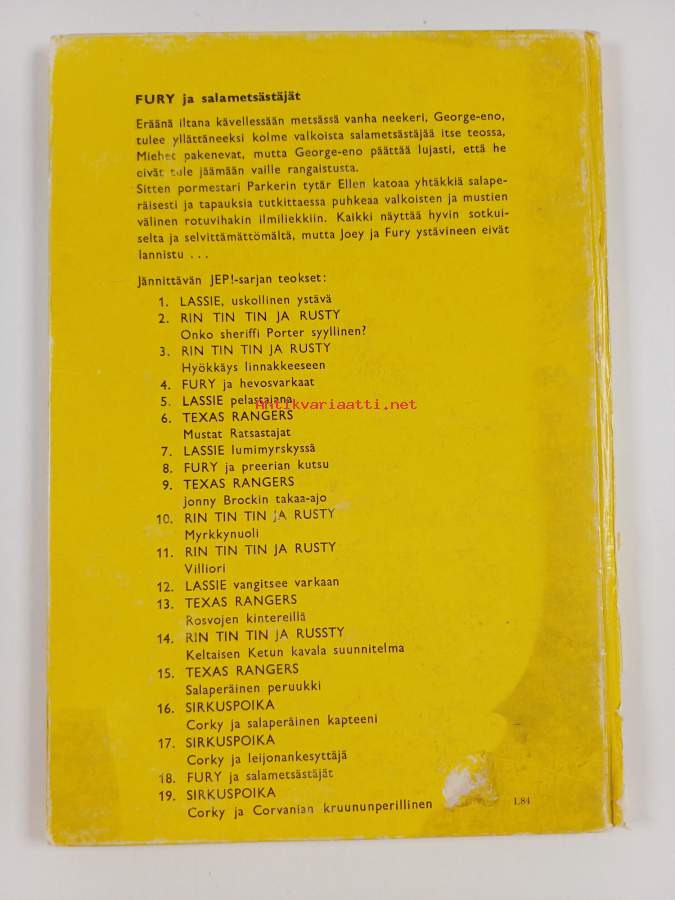 FURY ja salametsästäjät
Eräänä iltana kävellessään metsässä vanha neekeri, George-eno,
tulee yllättäneeksi kolme valkoista salametsästäjää itse teossa,
Miehet pakenevat, mutta George-eno päättää lujasti, että he
eivät tule jäämään vaille rangaistusta.
Sitten pormestari Parkerin tytär Ellen katoaa yhtäkkiä salape-
räisesti ja tapauksia tutkittaessa puhkeaa valkoisten ja mustien
välinen rotuvihakin ilmiliekkiin. Kaikki näyttää hyvin sotkui-
selta ja selvittämättömältä, mutta Joey ja Fury ystävineen eivät
lannistu . . .
Jännittävän JEP!-sarjan teokset:
1. LASSIE, uskollinen ystävä
2. RIN TIN TIN JA RUSTY
Onko sheriffi Porter syyllinen?
3. RIN TIN TIN JA RUSTY
Hyökkäys linnakkeeseen
4. FURY ja hevosvarkaat
5. LASSIE pelastajana
antikvariaatti.net
6. TEXAS RANGERS
Mustat Ratsastajat
7. LASSIE lumimyrskyssä
8. FURY ja preerian kutsu
9. TEXAS RANGERS
jonny Brockin takaa-ajo
10. RIN TIN TIN JA RUSTY
Myrkkynuoli
11. RIN TIN TIN JA RUSTY
Villiori
12. LASSIE vangitsee varkaan
13. TEXAS RANGERS
Rosvojen kintereillä
14. RIN TIN TIN JA RUSSTY
Keltaisen Ketun kavala suunnitelma
15. TEXAS RANGERS
Salaperäinen peruukki
16. SIRKUSPOIKA
Corky ja salaperäinen kapteeni
17. SIRKUSPOIKA
Corky ja leijonankesyttäjä
18. FURY ja salametsästäjät
19. SIRKUSPOIKA
Corky ja Corvanian kruununperillinen
L84